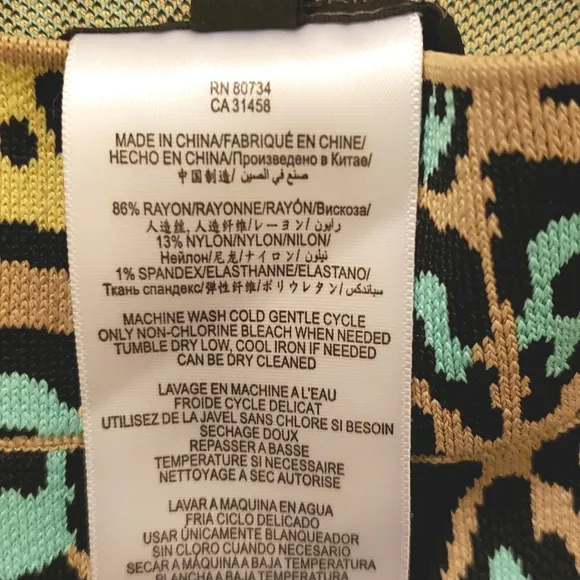 RN 80734
CA 31458
MADE IN CHINA/FABRIQUÉ EN CHINE/
HECHO EN CHINA/Произведено в Китае/
中国制造/ صنع في الصين/
86% RAYON/RAYONNE/RAYÓN/Вискоза/
人造丝, 人造纤维/レーヨン/ رايون/
13% NYLON/NYLON/NILON/
Нейлон/尼龙/ナイロン/ نيلون/
1% SPANDEX/ELASTHANNE/ELASTANO/
Ткань спандекс/弹性纤维/ポリウレタン/ سباندكس/
MACHINE WASH COLD GENTLE CYCLE
ONLY NON-CHLORINE BLEACH WHEN NEEDED
TUMBLE DRY LOW, COOL IRON IF NEEDED
CAN BE DRY CLEANED
LAVAGE EN MACHINE A L'EAU
FROIDE CYCLE DELICAT
UTILISEZ DE LA JAVEL SANS CHLORE SI BESOIN
SECHAGE DOUX
REPASSER A BASSE
TEMPERATURE SI NECESSAIRE
NETTOYAGE A SEC AUTORISE
LAVAR A MAQUINA EN AGUA
FRIA CICLO DELICADO
USAR ÚNICAMENTE BLANQUEADOR
SIN CLORO CUANDO NECESARIO
SECAR A MÁQUINA A BAJA TEMPERATURA
PLANCHA A BAJA TEMPERATURA